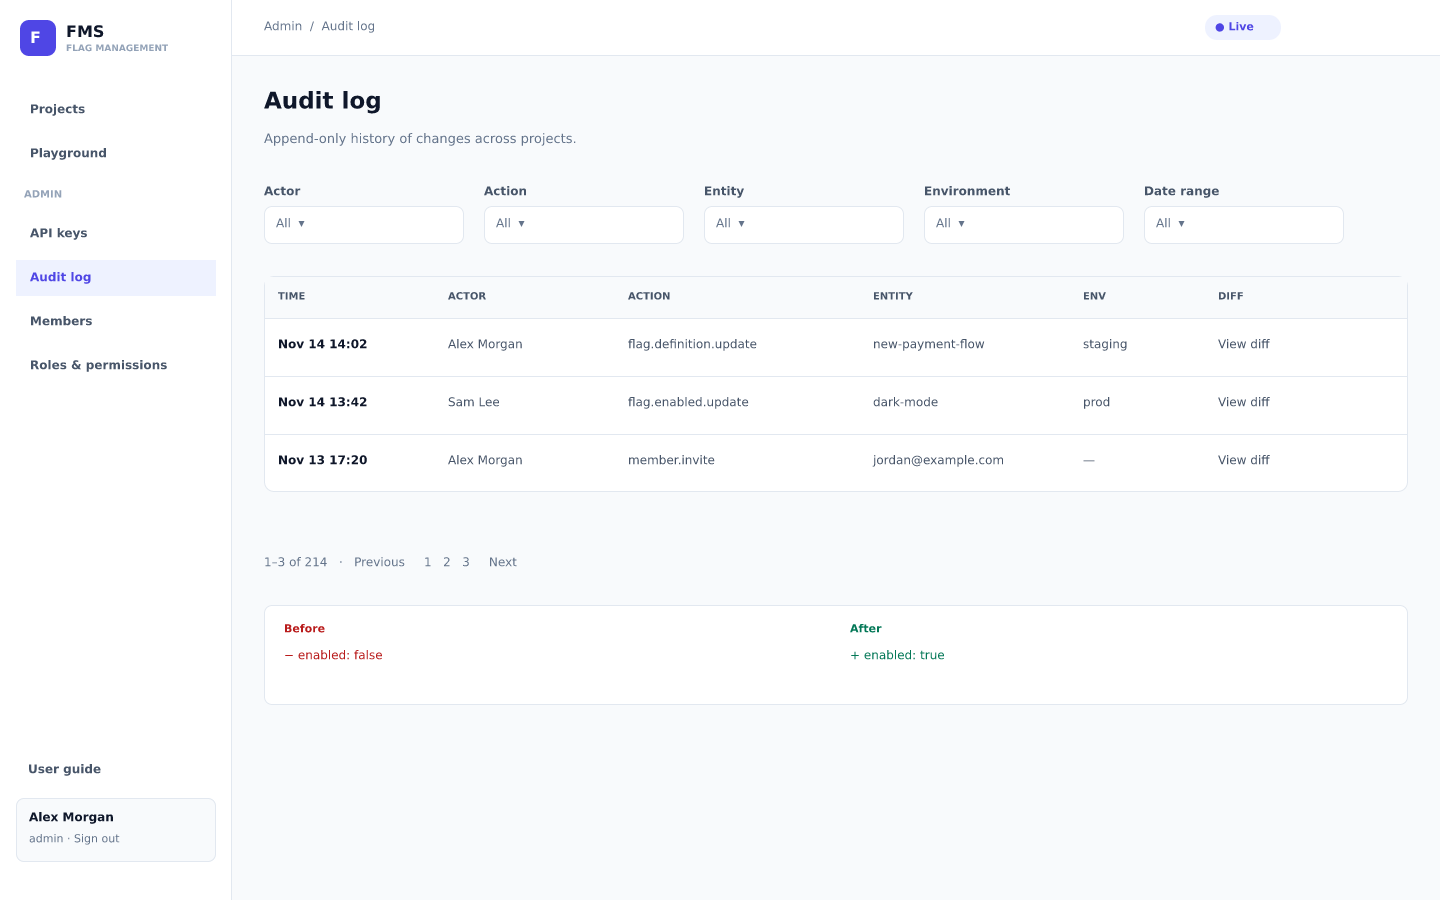 F
FMS
FLAG MANAGEMENT
Projects
Playground
ADMIN
API keys
Audit log
Members
Roles & permissions
User guide
Alex Morgan
admin · Sign out
Admin / Audit log
● Live
Audit log
Append-only history of changes across projects.
Actor Action Entity Environment Date range
All ▾ All ▾ All ▾ All ▾ All ▾
TIME ACTOR ACTION ENTITY ENV DIFF
Nov 14 14:02 Alex Morgan flag.definition.update new-payment-flow staging View diff
Nov 14 13:42 Sam Lee flag.enabled.update dark-mode prod View diff
Nov 13 17:20 Alex Morgan member.invite jordan@example.com — View diff
1–3 of 214 · Previous 1 2 3 Next
Before After
− enabled: false + enabled: true